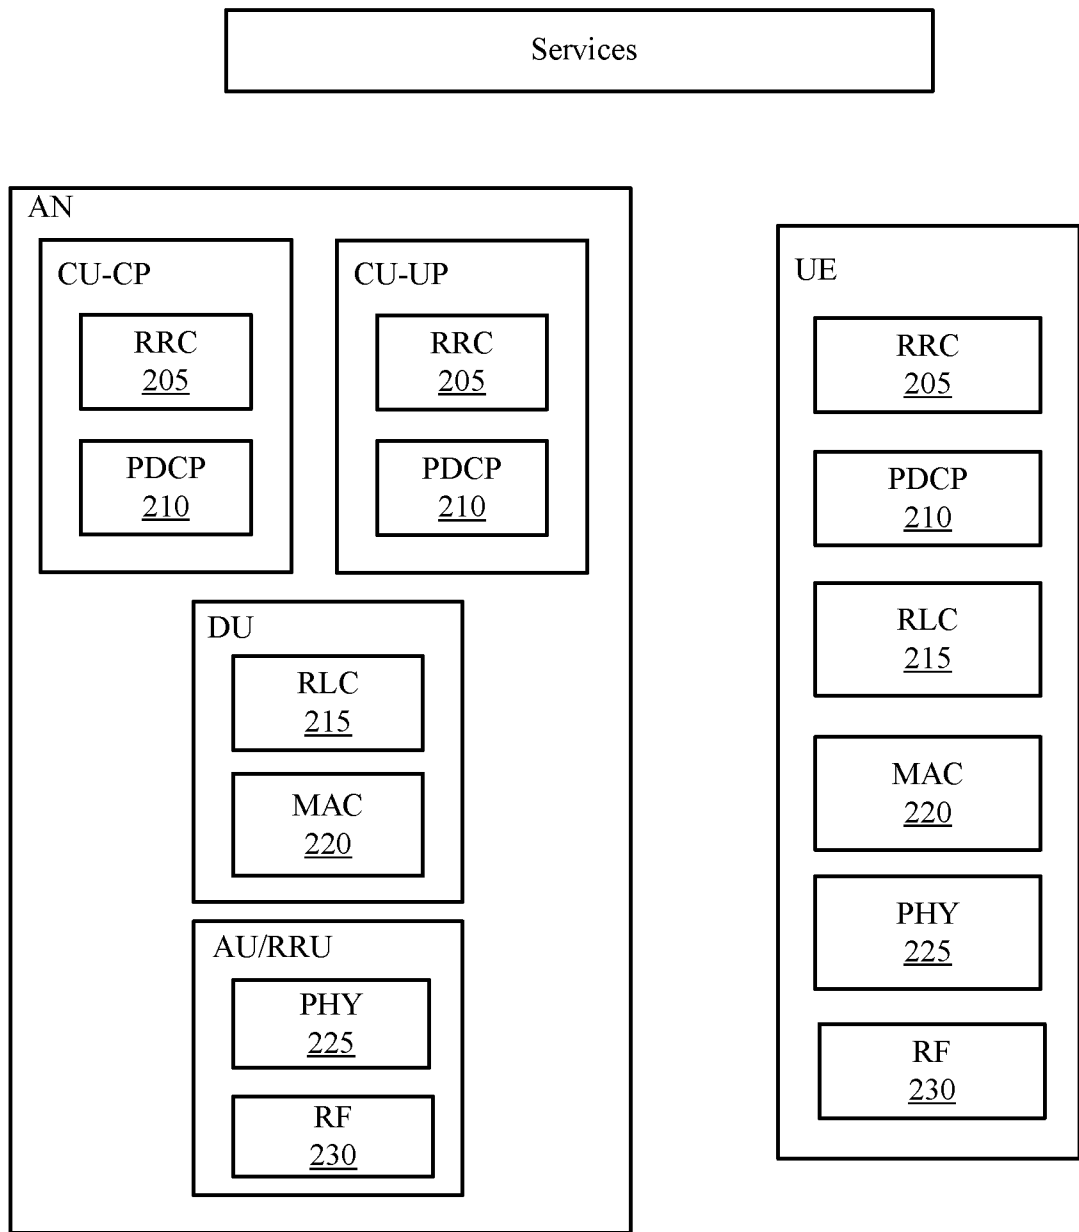 Services
AN
CU-CP
RRC
205
PDCP
210
CU-UP
RRC
205
PDCP
210
DU
RLC
215
MAC
220
AU/RRU
PHY
225
RF
230
UE
RRC
205
PDCP
210
RLC
215
MAC
220
PHY
225
RF
230